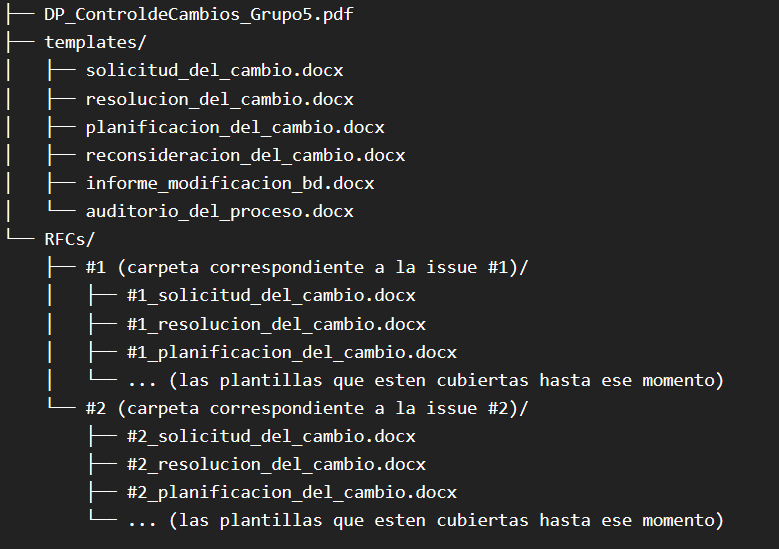 ├── DP_ControldeCambios_Grupo5.pdf
├── templates/
│   ├── solicitud_del_cambio.docx
│   ├── resolucion_del_cambio.docx
│   ├── planificacion_del_cambio.docx
│   ├── reconsideracion_del_cambio.docx
│   ├── informe_modificacion_bd.docx
│   └── auditorio_del_proceso.docx
└── RFCs/
    ├── #1 (carpeta correspondiente a la issue #1)/
    │   ├── #1_solicitud_del_cambio.docx
    │   ├── #1_resolucion_del_cambio.docx
    │   ├── #1_planificacion_del_cambio.docx
    │   └── ... (las plantillas que esten cubiertas hasta ese momento)
    └── #2 (carpeta correspondiente a la issue #2)/
        ├── #2_solicitud_del_cambio.docx
        ├── #2_resolucion_del_cambio.docx
        ├── #2_planificacion_del_cambio.docx
        └── ... (las plantillas que esten cubiertas hasta ese momento)